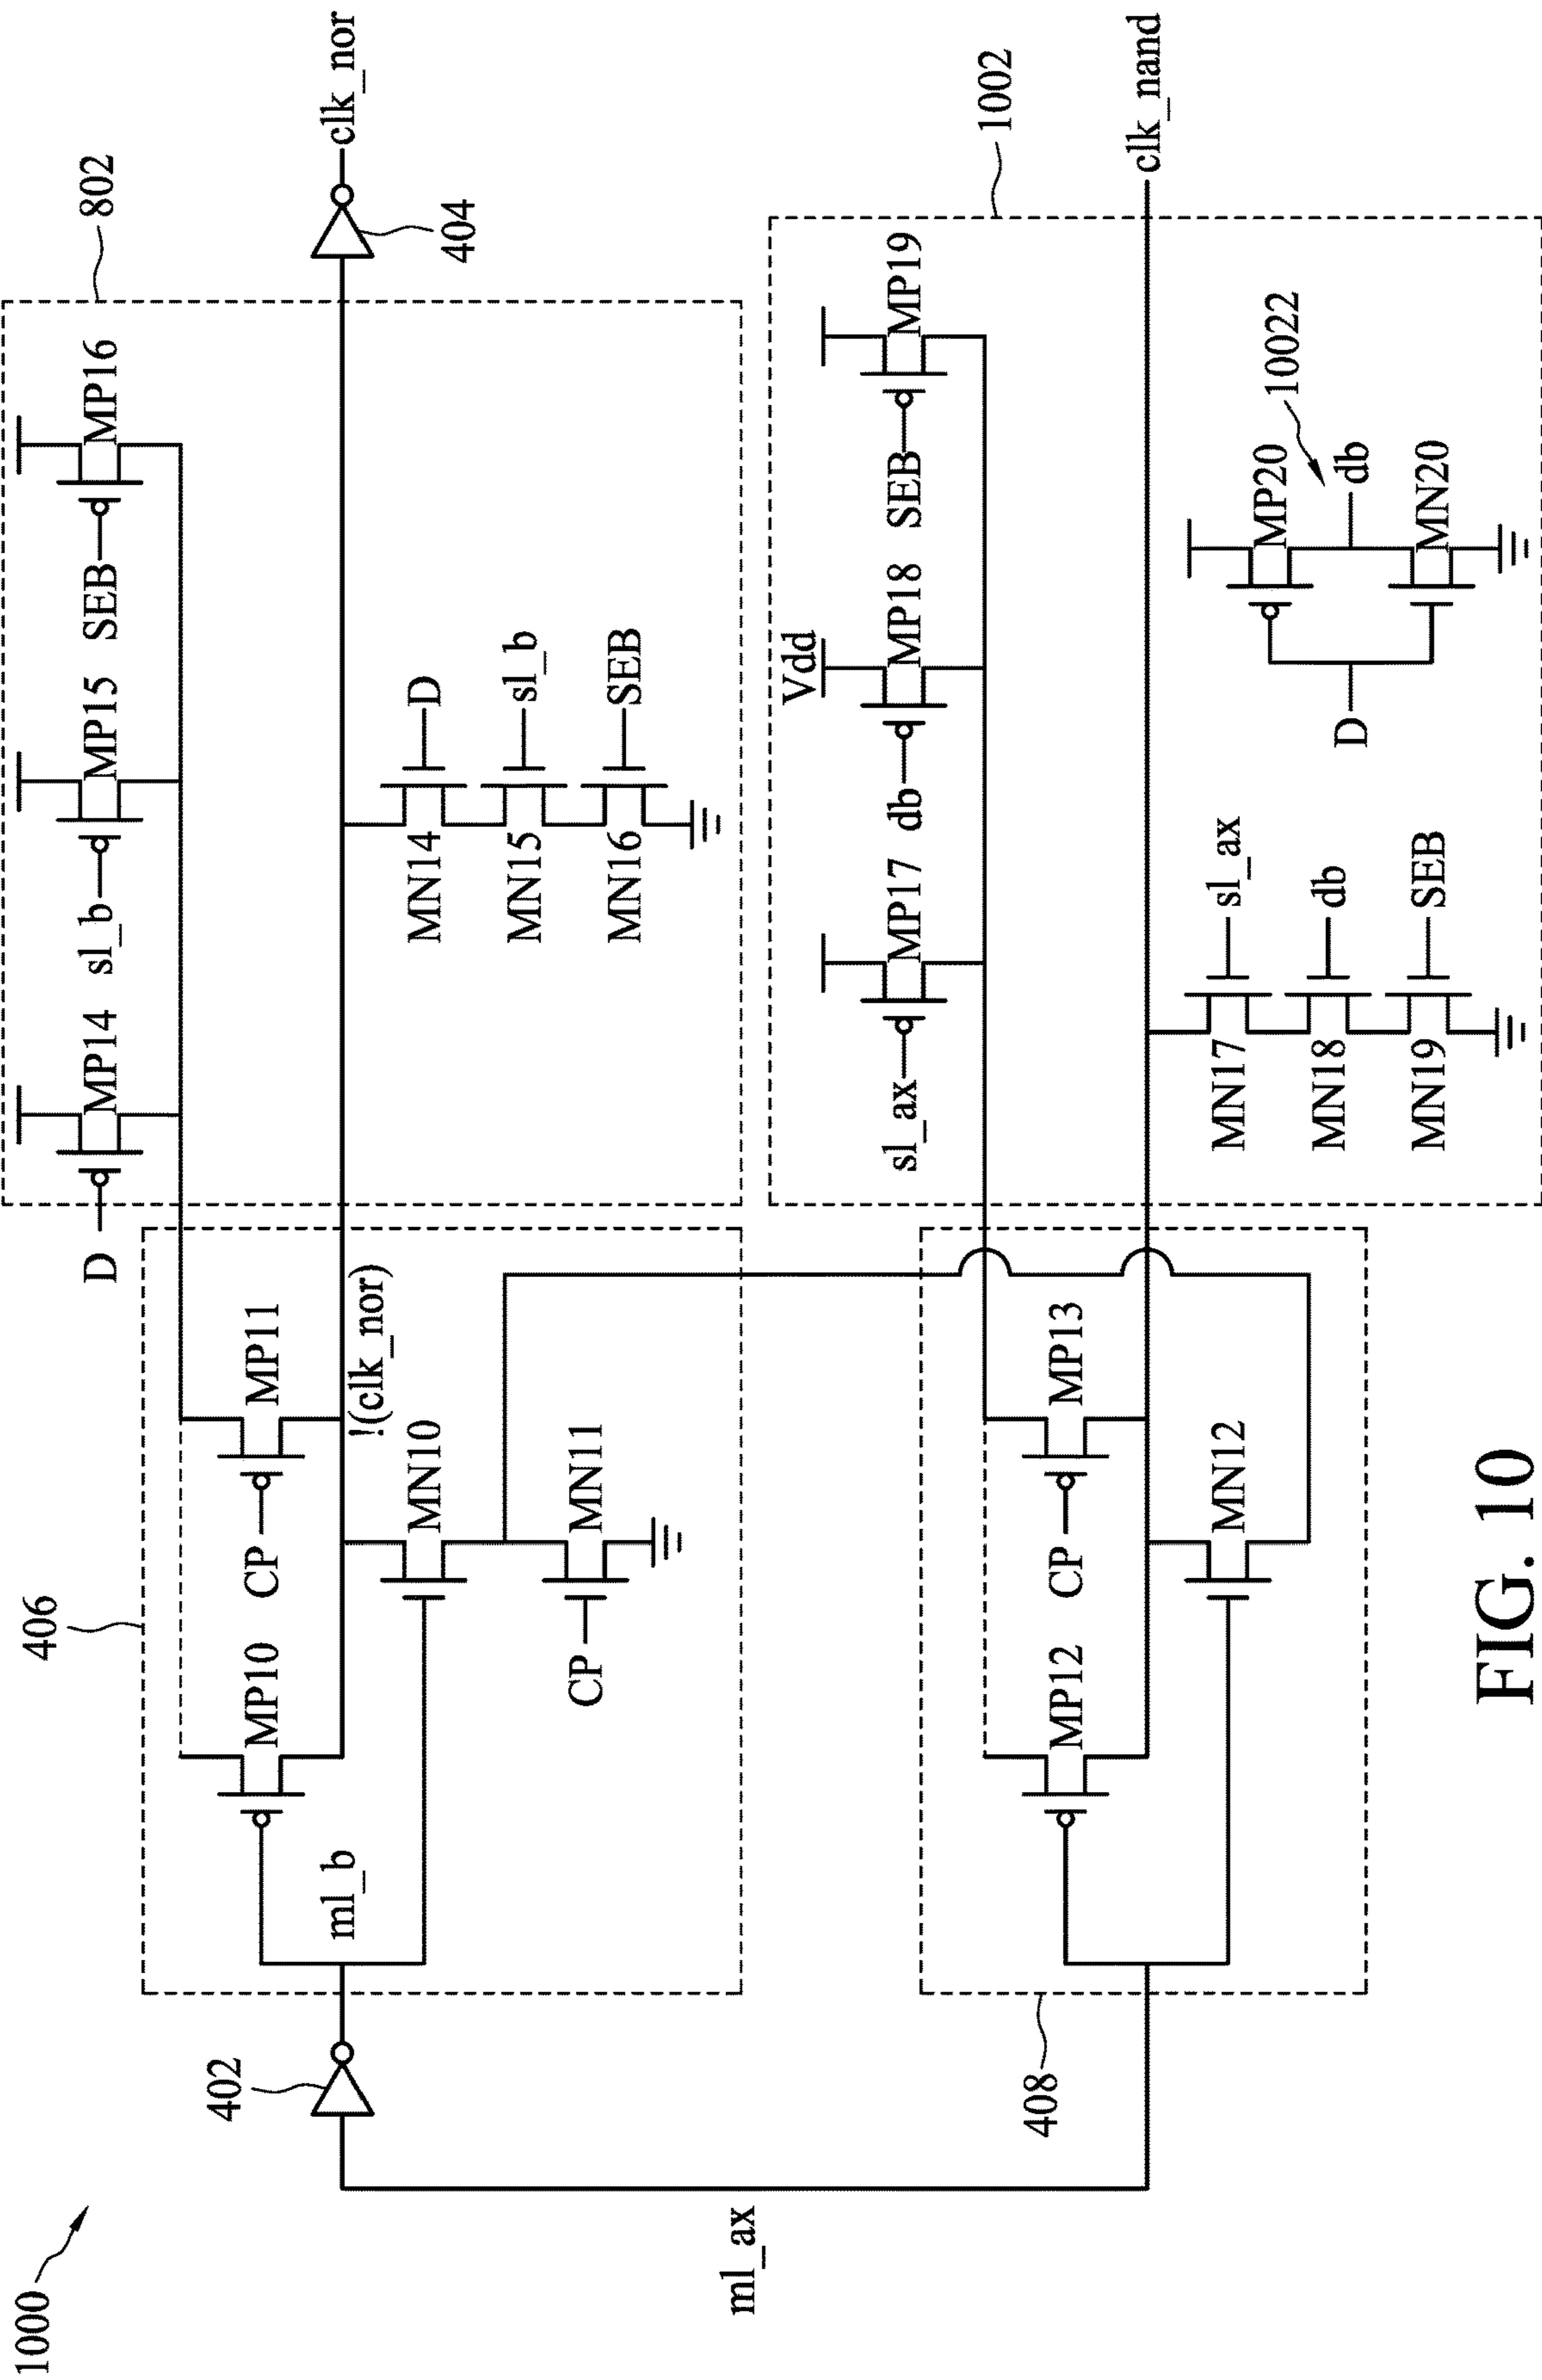 1000
406
802
MP14
MP15
MP16
D
sl_b
SEB
MP10
MP11
CP
ml_b
!(clk_nor)
402
404
clk_nor
MN10
MN11
CP
MN14
D
MN15
sl_b
MN16
SEB
ml_ax
408
1002
Vdd
MP17
MP18
MP19
sl_ax
db
SEB
MP12
MP13
CP
clk_nand
MN12
MN17
sl_ax
MN18
db
MN19
SEB
10022
MP20
D
db
MN20
FIG. 10